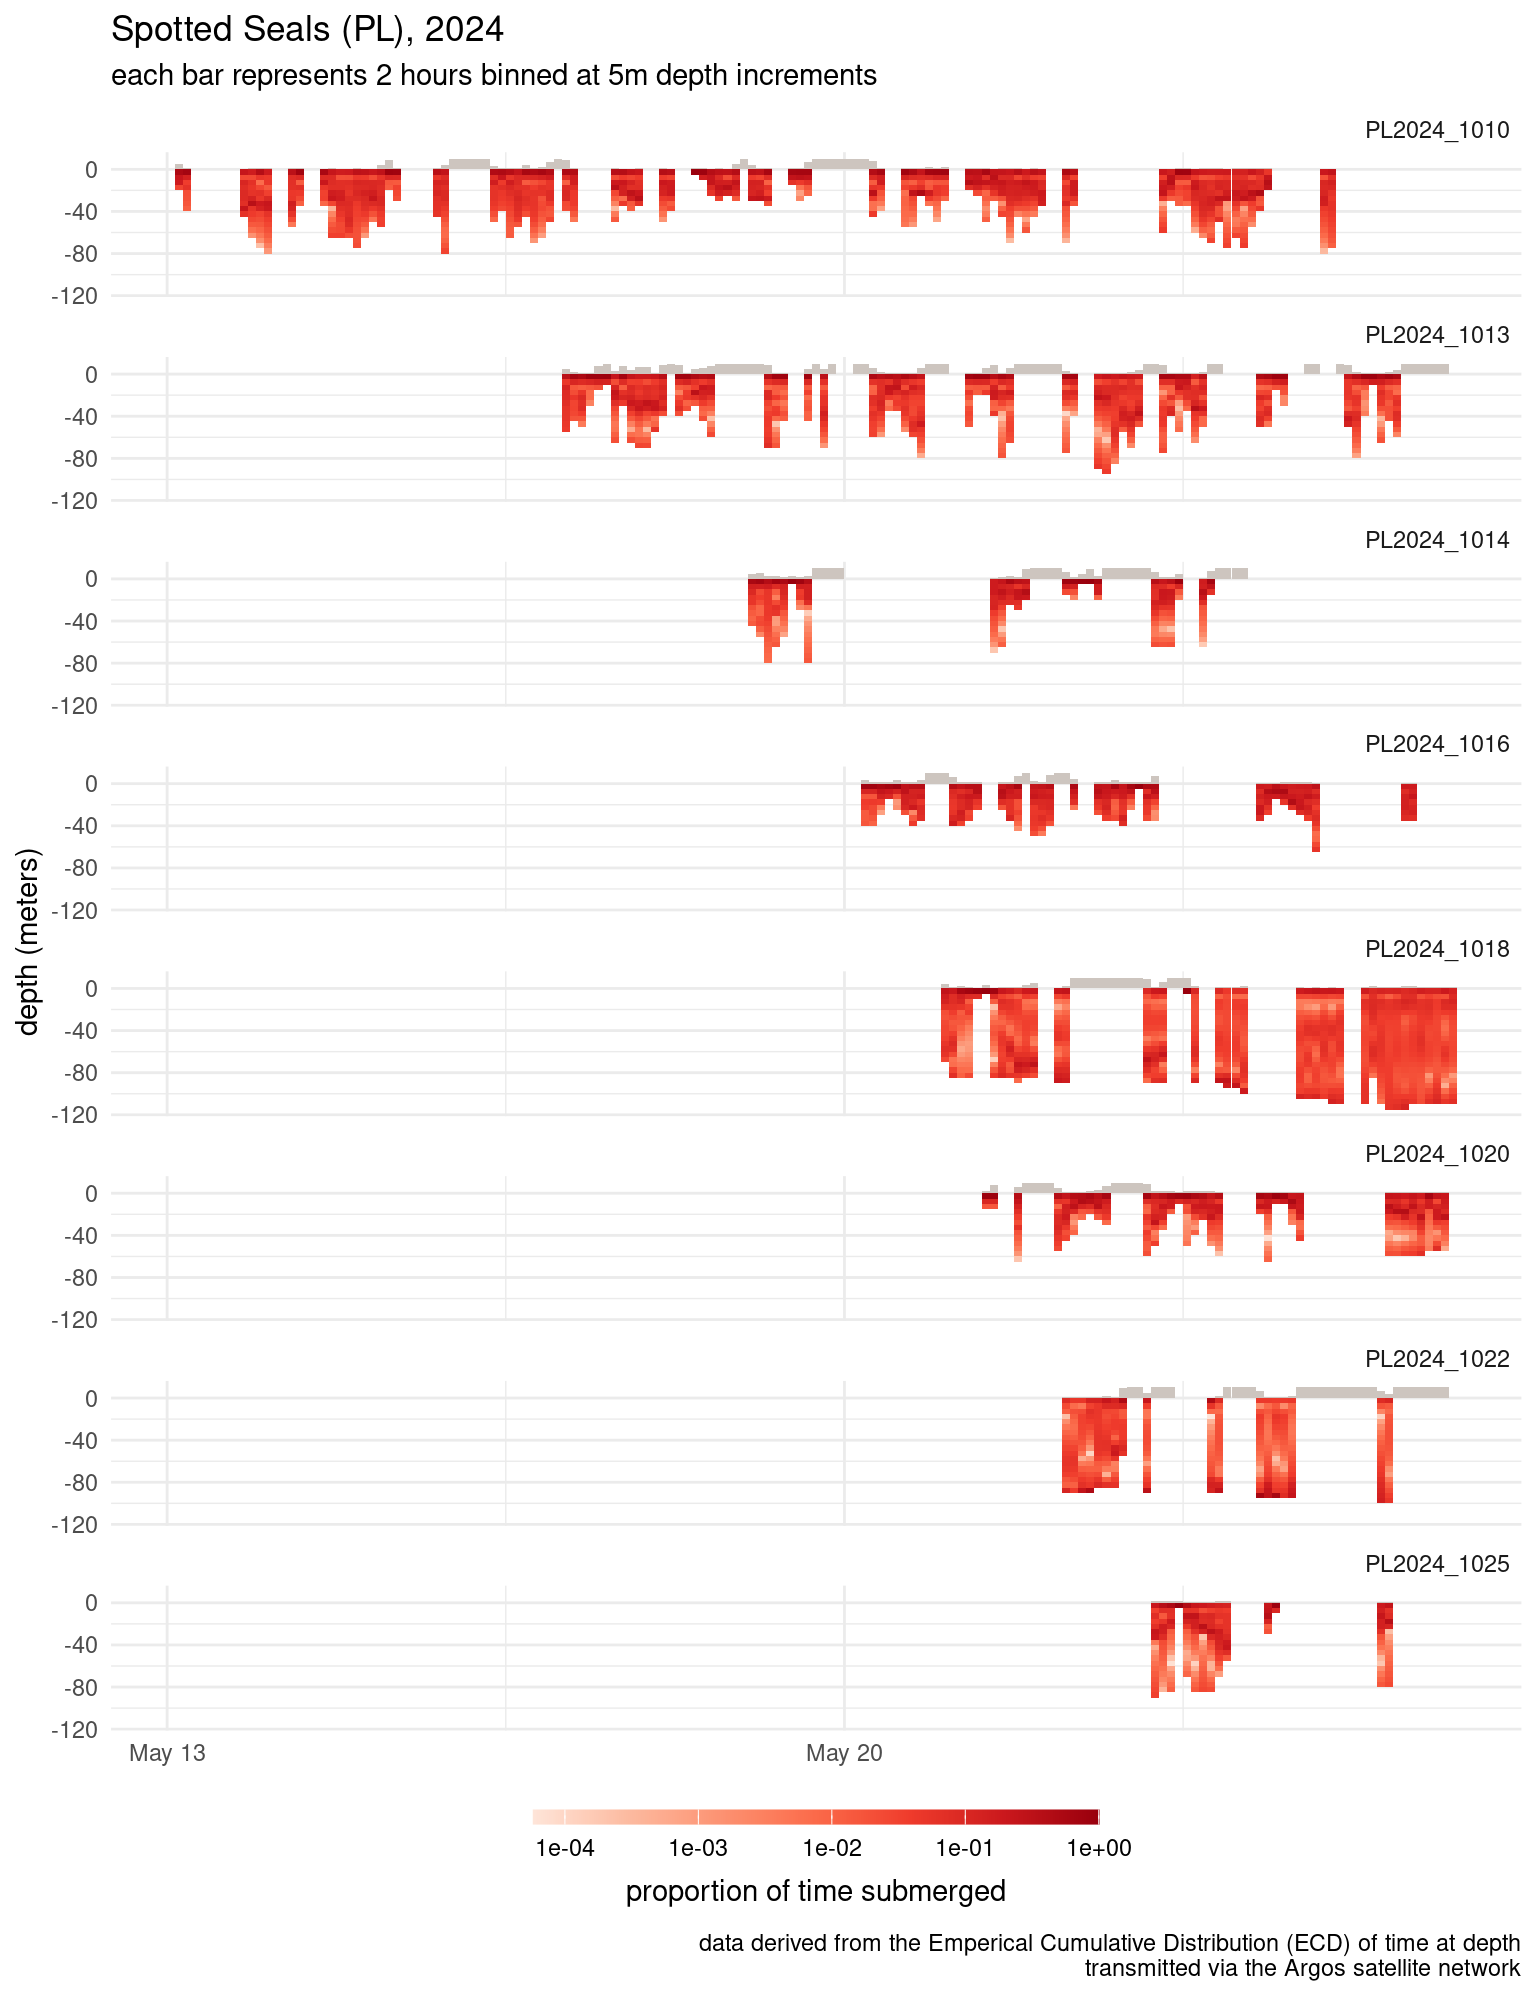 Spotted Seals (PL), 2024
each bar represents 2 hours binned at 5m depth increments
PL2024_1010
0
-40
-80
-120
PL2024_1013
0
-40
-80
-120
PL2024_1014
0
-40
-80
-120
PL2024_1016
0
-40
-80
-120
depth (meters)
PL2024_1018
0
-40
-80
-120
PL2024_1020
0
-40
-80
-120
PL2024_1022
0
-40
-80
-120
PL2024_1025
0
-40
-80
-120
May 13 May 20
1e-04 1e-03 1e-02 1e-01 1e+00
proportion of time submerged
data derived from the Emperical Cumulative Distribution (ECD) of time at depth
transmitted via the Argos satellite network